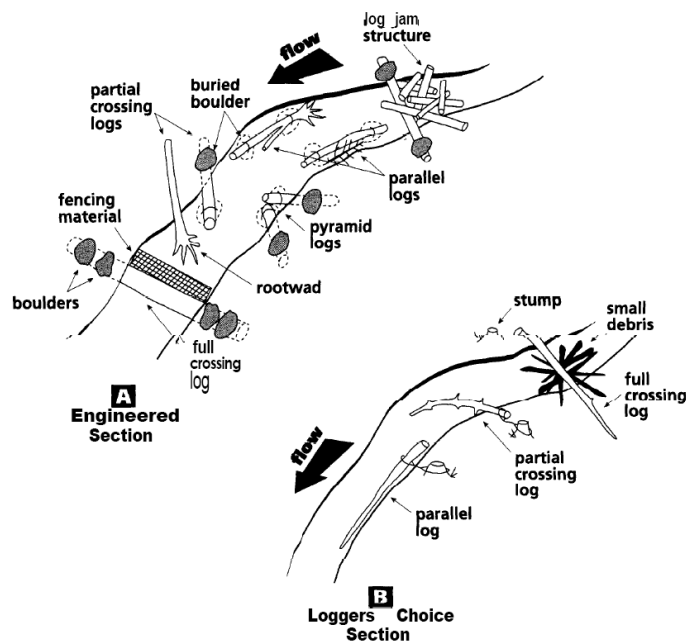 log jam
structure
flow
partial
crossing
logs
buried
boulder
parallel
logs
fencing
material
pyramid
logs
rootwad
boulders
full
crossing
log
A
Engineered
Section
stump
small
debris
full
crossing
log
flow
partial
crossing
log
parallel
log
B
Loggers Choice
Section